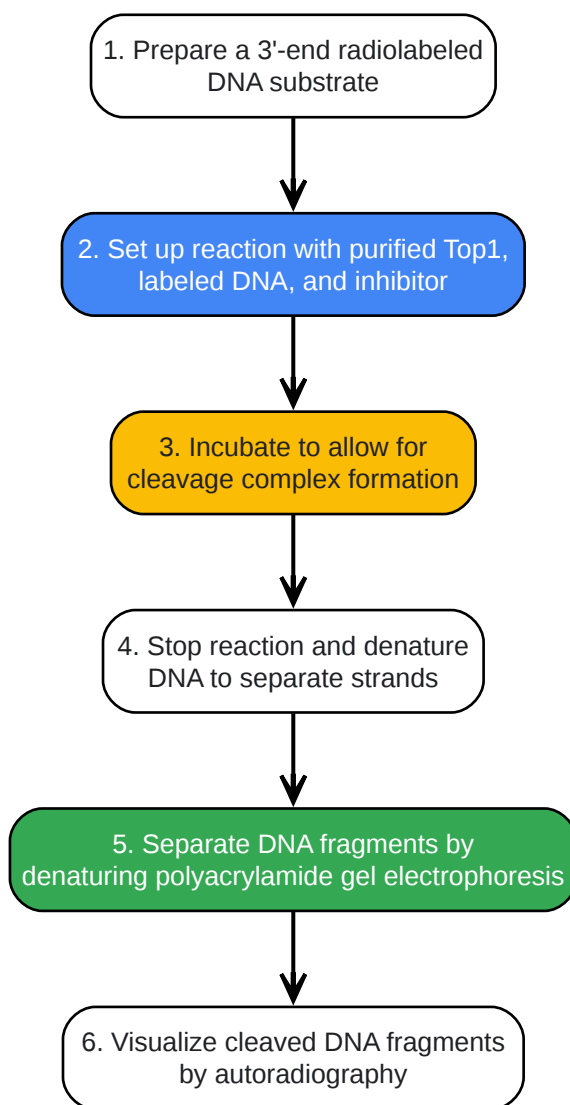 1. Prepare a 3'-end radiolabeled
DNA substrate
2. Set up reaction with purified Top1,
labeled DNA, and inhibitor
3. Incubate to allow for
cleavage complex formation
4. Stop reaction and denature
DNA to separate strands
5. Separate DNA fragments by
denaturing polyacrylamide gel electrophoresis
6. Visualize cleaved DNA fragments
by autoradiography